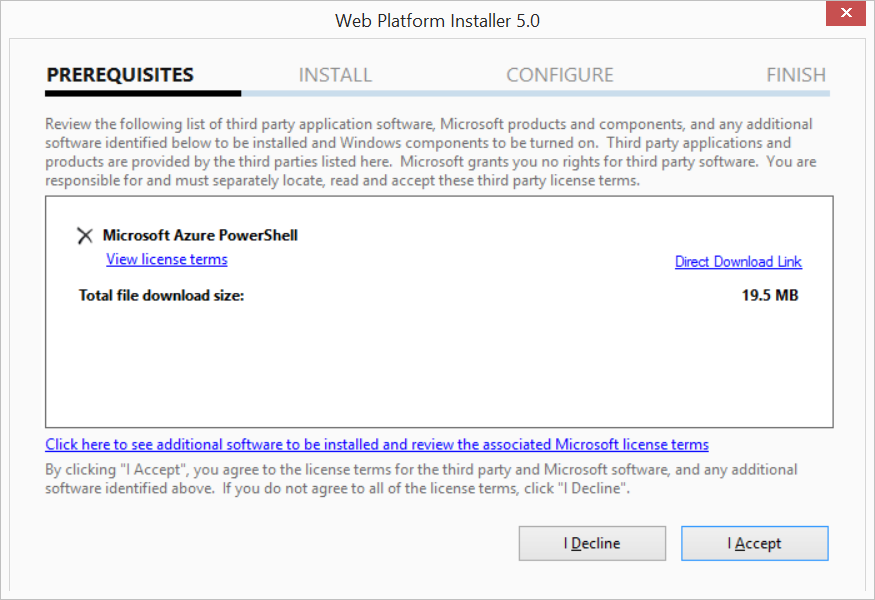 Web Platform Installer 5.0
PREREQUISITES INSTALL CONFIGURE FINISH
Review the following list of third party application software, Microsoft products and components, and any additional
software identified below to be installed and Windows components to be turned on.  Third party applications and
products are provided by the third parties listed here.  Microsoft grants you no rights for third party software.  You are
responsible for and must separately locate, read and accept these third party license terms.
Microsoft Azure PowerShell
View license terms Direct Download Link
Total file download size: 19.5 MB
Click here to see additional software to be installed and review the associated Microsoft license terms
By clicking "I Accept", you agree to the license terms for the third party and Microsoft software, and any additional
software identified above.  If you do not agree to all of the license terms, click "I Decline".
I Decline I Accept